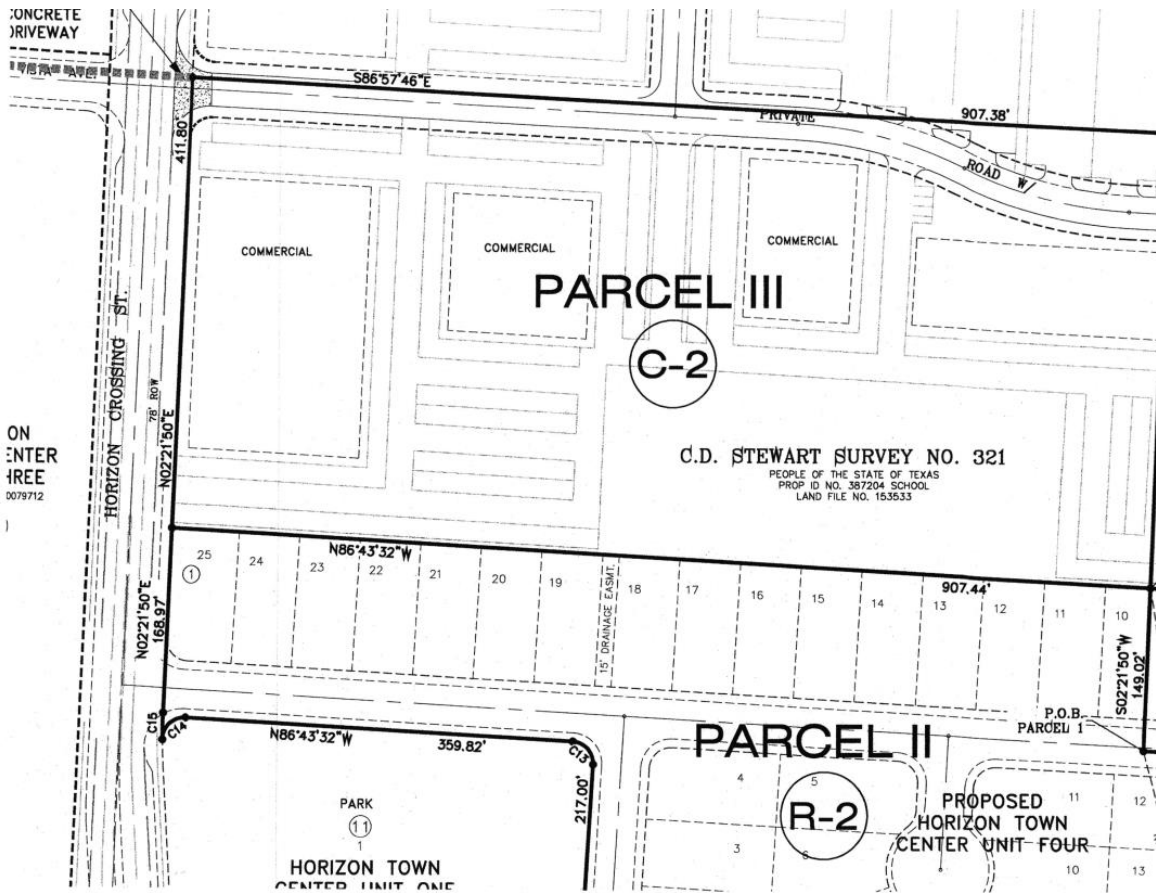 CONCRETE
DRIVEWAY
VISTA AVE.
S86°57'46"E
907.38'
PRIVATE
ROAD W
411.80'
COMMERCIAL
COMMERCIAL
COMMERCIAL
PARCEL III
C-2
HORIZON CROSSING ST.
78' ROW
N02°21'50"E
ON
ENTER
HREE
0079712
C.D. STEWART SURVEY NO. 321
PEOPLE OF THE STATE OF TEXAS
PROP ID NO. 387204 SCHOOL
LAND FILE NO. 153533
N86°43'32"W
907.44'
25
24
23
22
21
20
19
18
17
16
15
14
13
12
11
10
1
15' DRAINAGE EASMT.
N02°21'50"E
168.97'
S02°21'50"W
149.02'
P.O.B.
PARCEL 1
C15
C14
N86°43'32"W
359.82'
C13
217.00'
PARCEL II
R-2
4
5
3
6
PROPOSED
HORIZON TOWN
CENTER UNIT FOUR
11
12
10
13
PARK
11
1
HORIZON TOWN
CENTER UNIT ONE